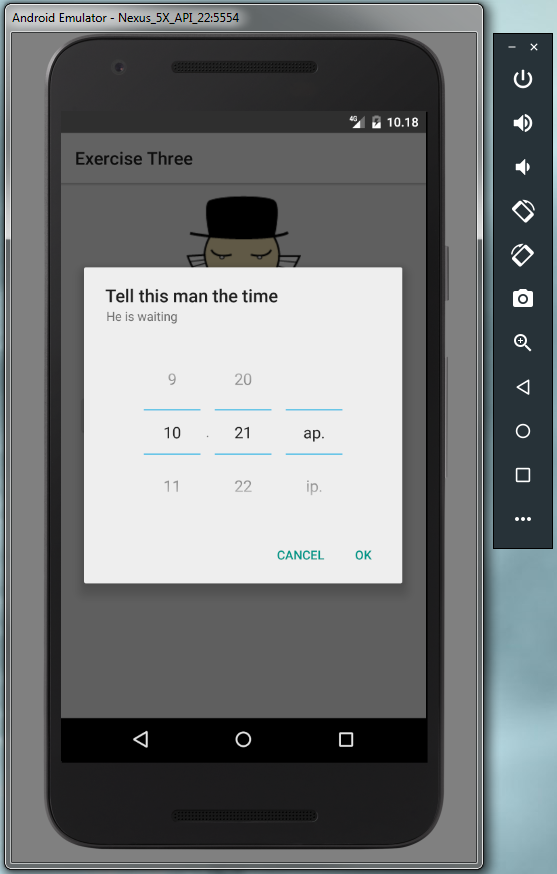 Android Emulator - Nexus_5X_API_22:5554
4G 10.18
Exercise Three
Tell this man the time
He is waiting
9 20
10 . 21 ap.
11 22 ip.
CANCEL OK